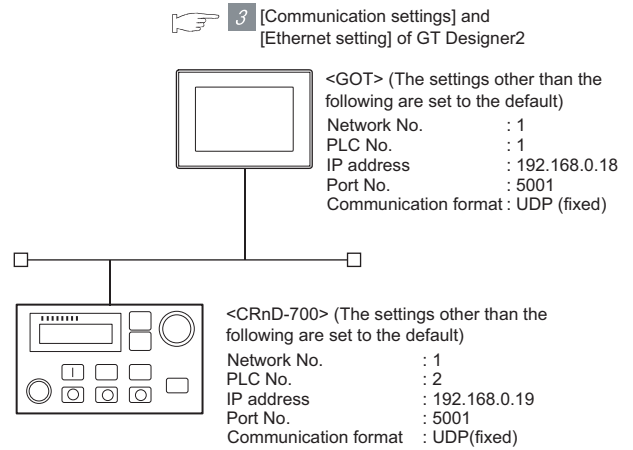 3 [Communication settings] and
[Ethernet setting] of GT Designer2
<GOT> (The settings other than the
following are set to the default)
Network No. : 1
PLC No. : 1
IP address : 192.168.0.18
Port No. : 5001
Communication format : UDP (fixed)
<CRnD-700> (The settings other than the
following are set to the default)
Network No. : 1
PLC No. : 2
IP address : 192.168.0.19
Port No. : 5001
Communication format : UDP(fixed)